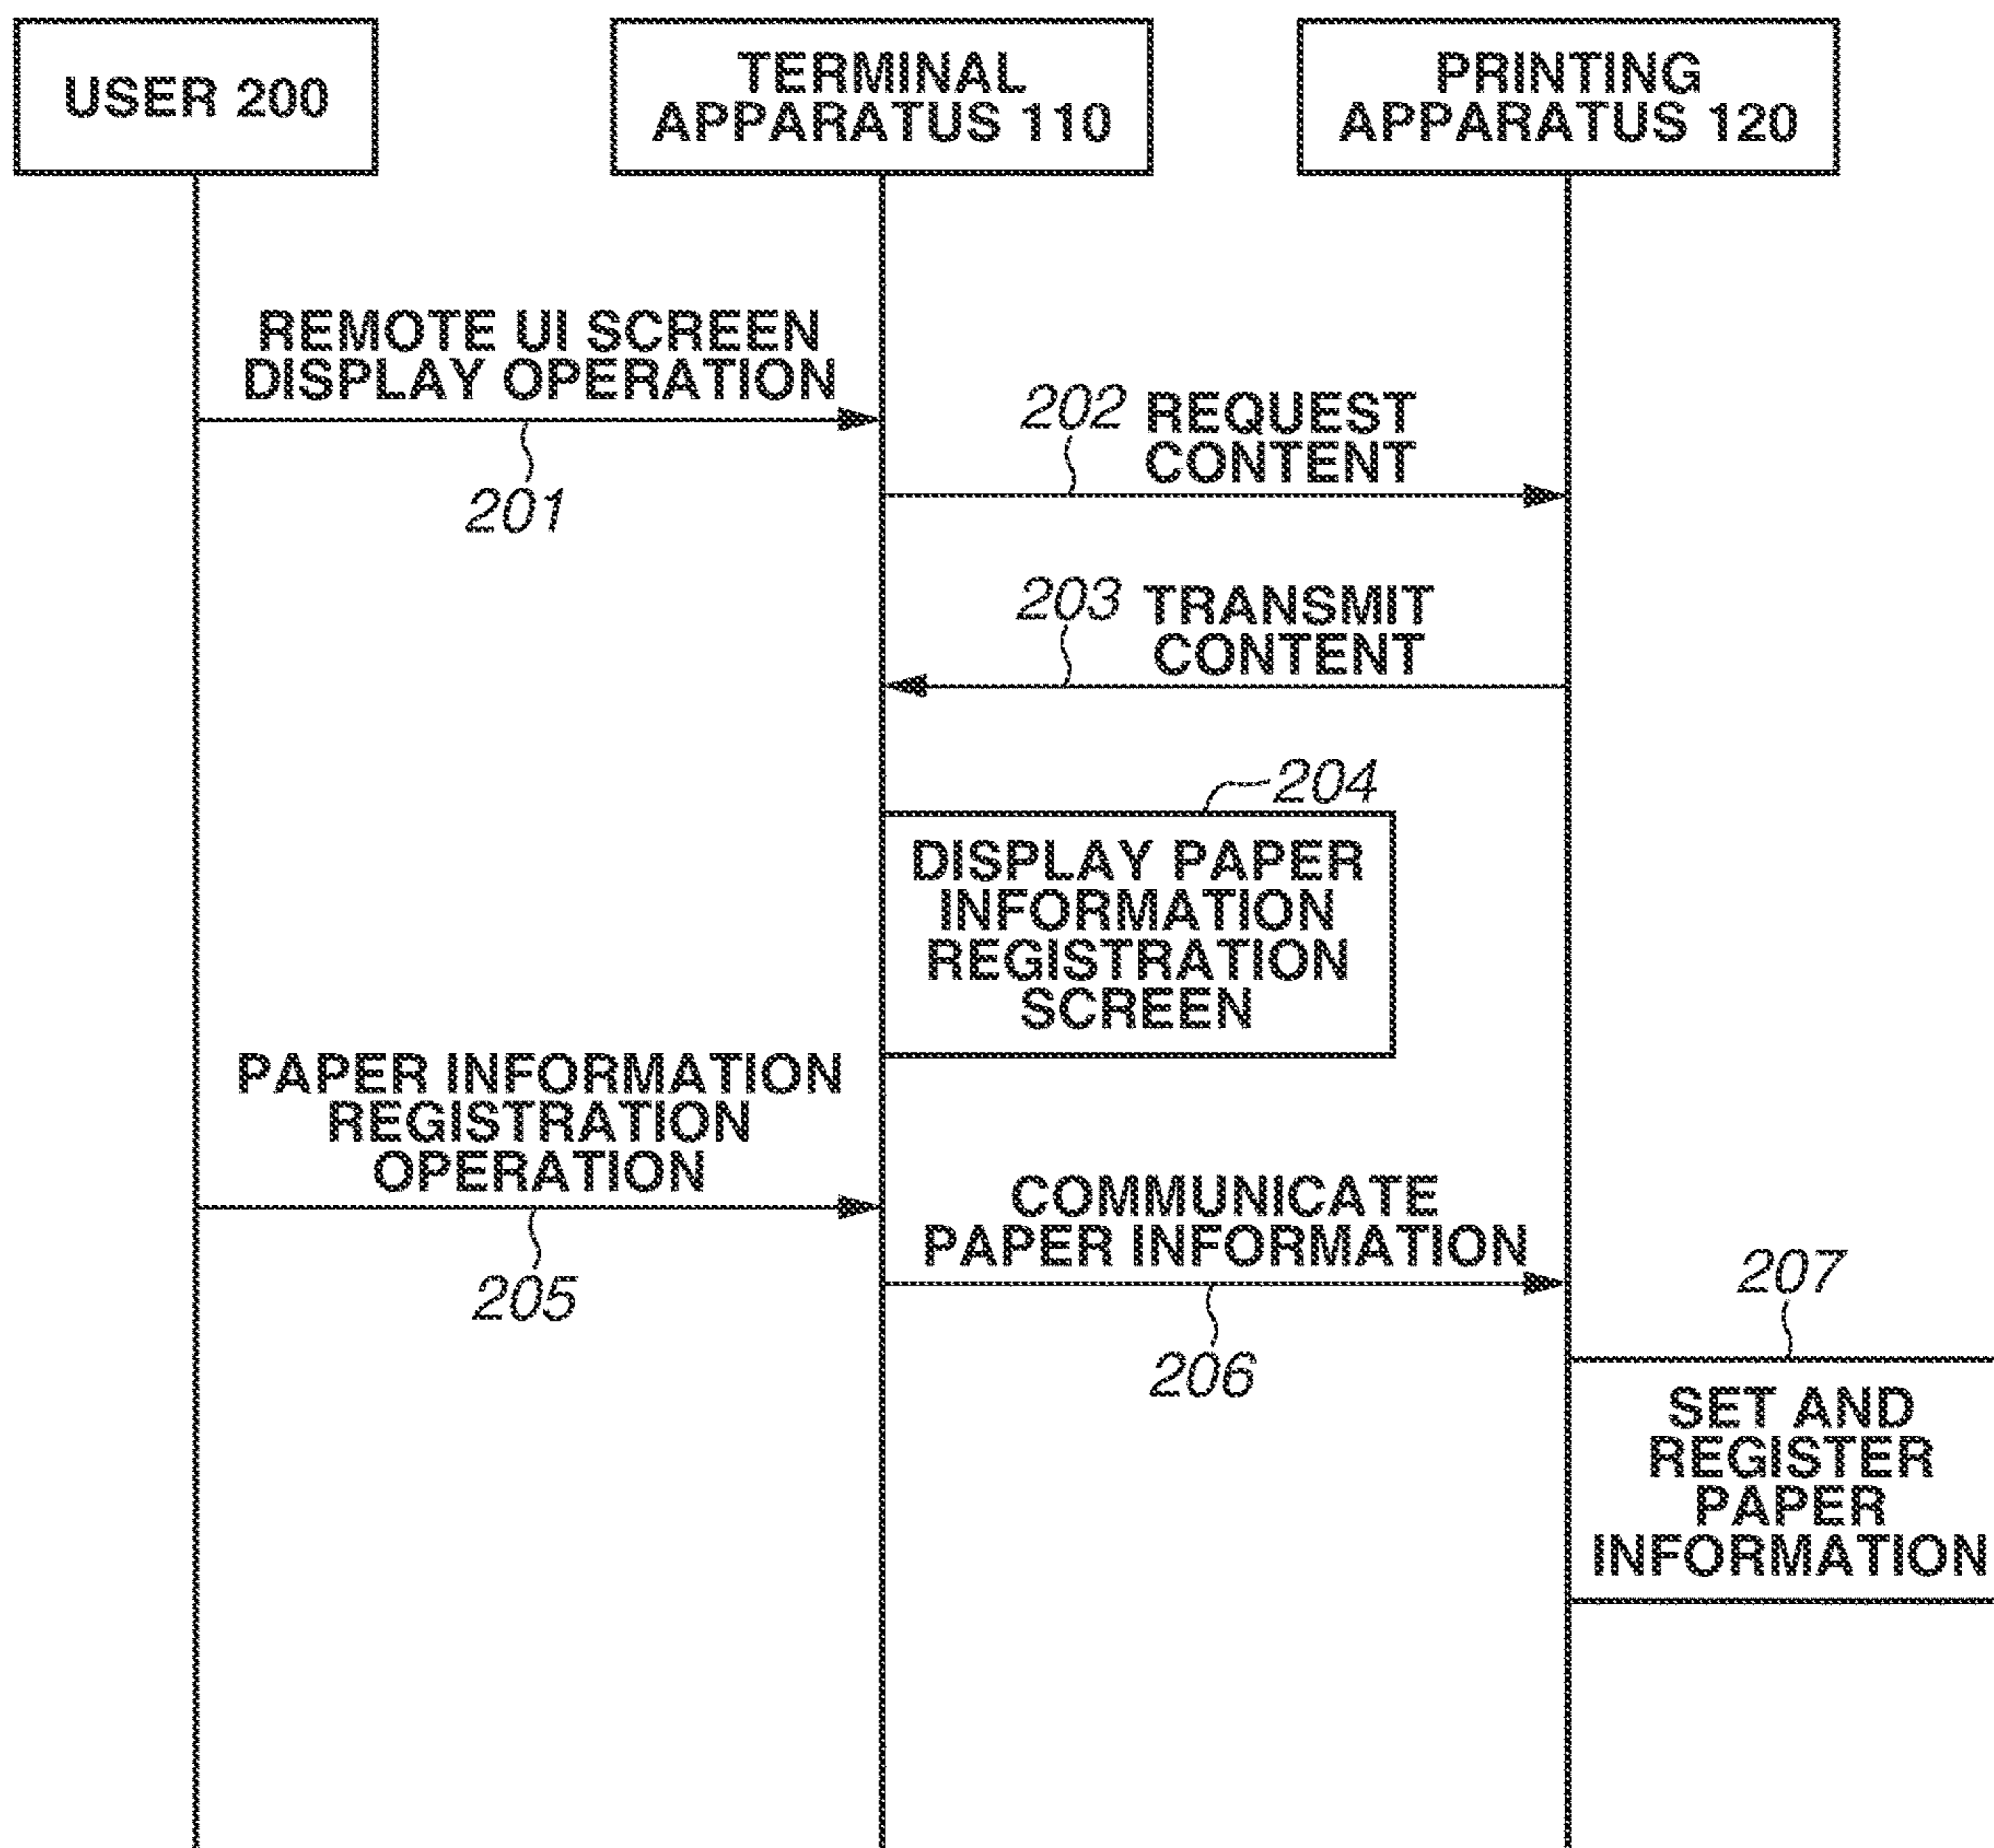 USER 200
TERMINAL
APPARATUS 110
PRINTING
APPARATUS 120
REMOTE UI SCREEN
DISPLAY OPERATION
201
202
REQUEST
CONTENT
203
TRANSMIT
CONTENT
204
DISPLAY PAPER
INFORMATION
REGISTRATION
SCREEN
PAPER INFORMATION
REGISTRATION
OPERATION
205
COMMUNICATE
PAPER INFORMATION
206
207
SET AND
REGISTER
PAPER
INFORMATION